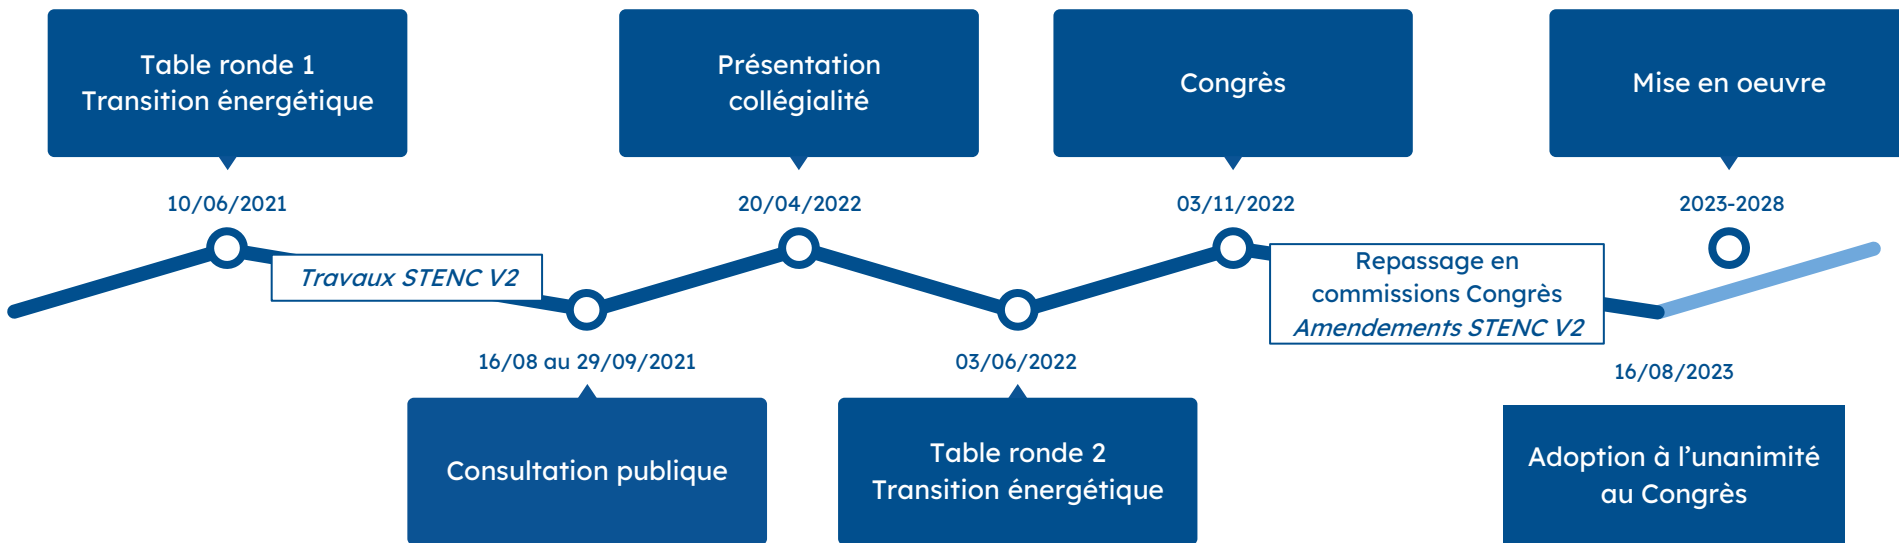 Table ronde 1
Transition énergétique
10/06/2021
Travaux STENC V2
16/08 au 29/09/2021
Consultation publique
Présentation
collégialité
20/04/2022
03/06/2022
Table ronde 2
Transition énergétique
Congrès
03/11/2022
Repassage en
commissions Congrès
Amendements STENC V2
16/08/2023
Adoption à l'unanimité
au Congrès
Mise en oeuvre
2023-2028